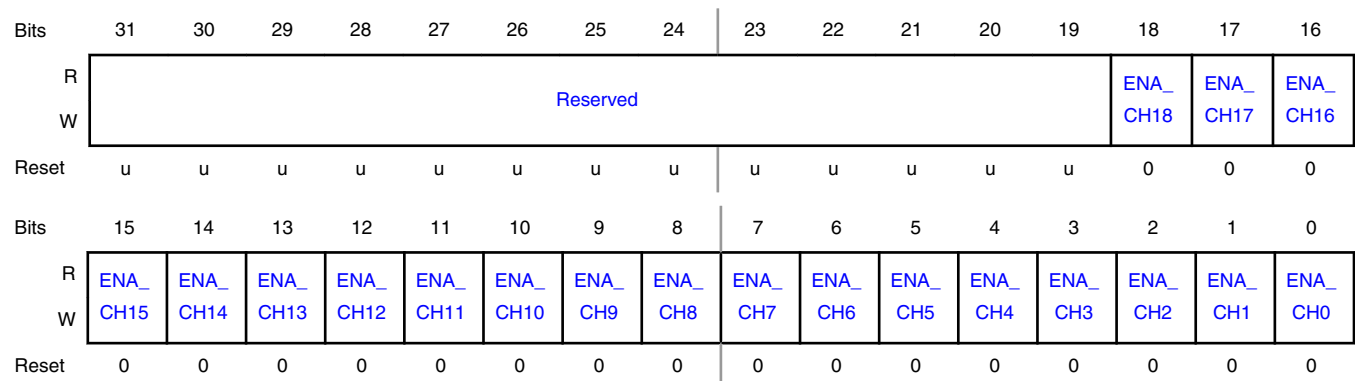 Bits 31 30 29 28 27 26 25 24 23 22 21 20 19 18 17 16
R Reserved ENA_ ENA_ ENA_
W CH18 CH17 CH16
Reset u u u u u u u u u u u u u 0 0 0
Bits 15 14 13 12 11 10 9 8 7 6 5 4 3 2 1 0
R ENA_ ENA_ ENA_ ENA_ ENA_ ENA_ ENA_ ENA_ ENA_ ENA_ ENA_ ENA_ ENA_ ENA_ ENA_ ENA_
W CH15 CH14 CH13 CH12 CH11 CH10 CH9 CH8 CH7 CH6 CH5 CH4 CH3 CH2 CH1 CH0
Reset 0 0 0 0 0 0 0 0 0 0 0 0 0 0 0 0